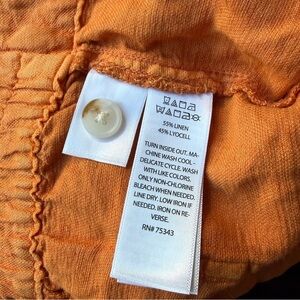 55% LINEN
45% LYOCELL
TURN INSIDE OUT. MA-
CHINE WASH COOL -
DELICATE CYCLE. WASH
WITH LIKE COLORS.
ONLY NON-CHLORINE
BLEACH WHEN NEEDED.
LINE DRY. LOW IRON IF
NEEDED. IRON ON RE-
VERSE.
RN# 75343